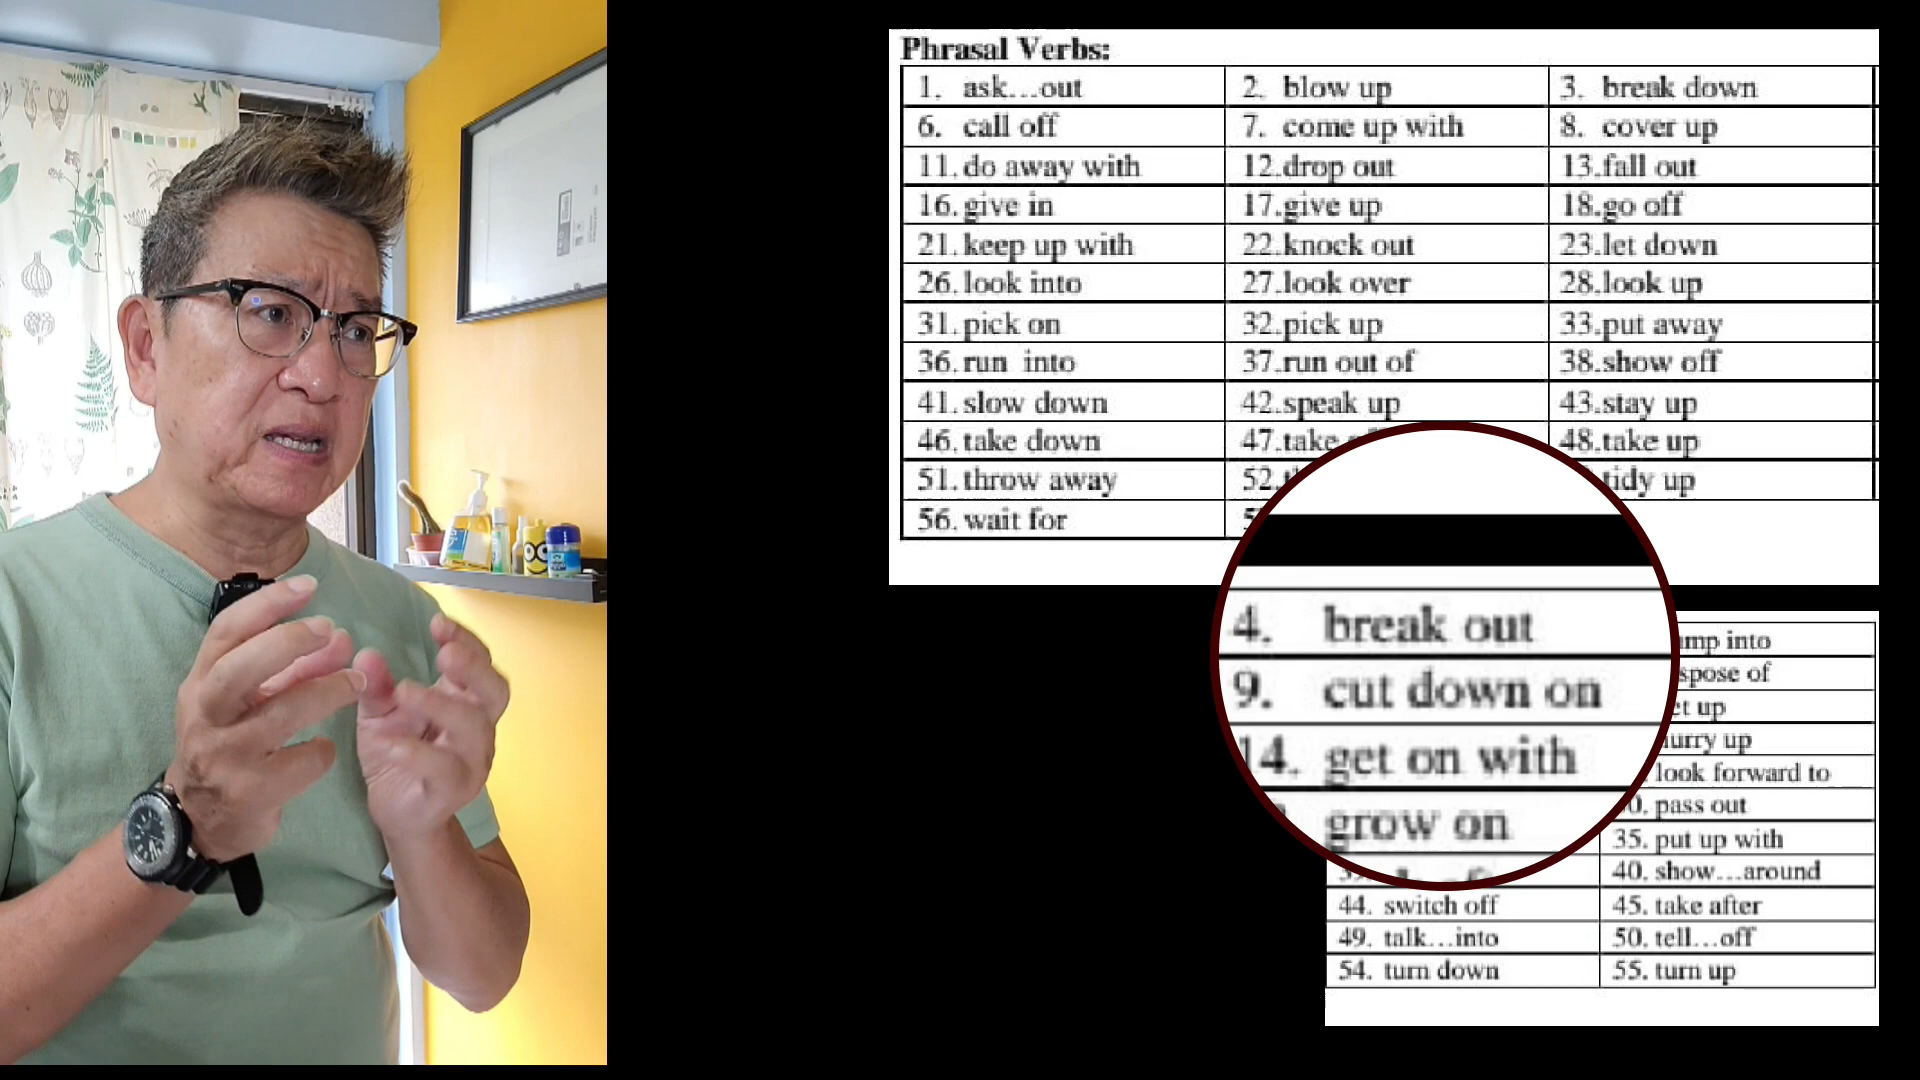 Phrasal Verbs:
1. ask…out 2. blow up 3. break down
6. call off 7. come up with 8. cover up
11. do away with 12.drop out 13.fall out
16. give in 17.give up 18.go off
21. keep up with 22.knock out 23.let down
26. look into 27.look over 28.look up
31. pick on 32.pick up 33.put away
36. run into 37.run out of 38.show off
41. slow down 42.speak up 43.stay up
46. take down 47.take 48.take up
51. throw away 52. tidy up
56. wait for
4. break out
9. cut down on
14. get on with
grow on
look forward to
pass out
35. put up with
40. show…around
44. switch off 45. take after
49. talk…into 50. tell…off
54. turn down 55. turn up